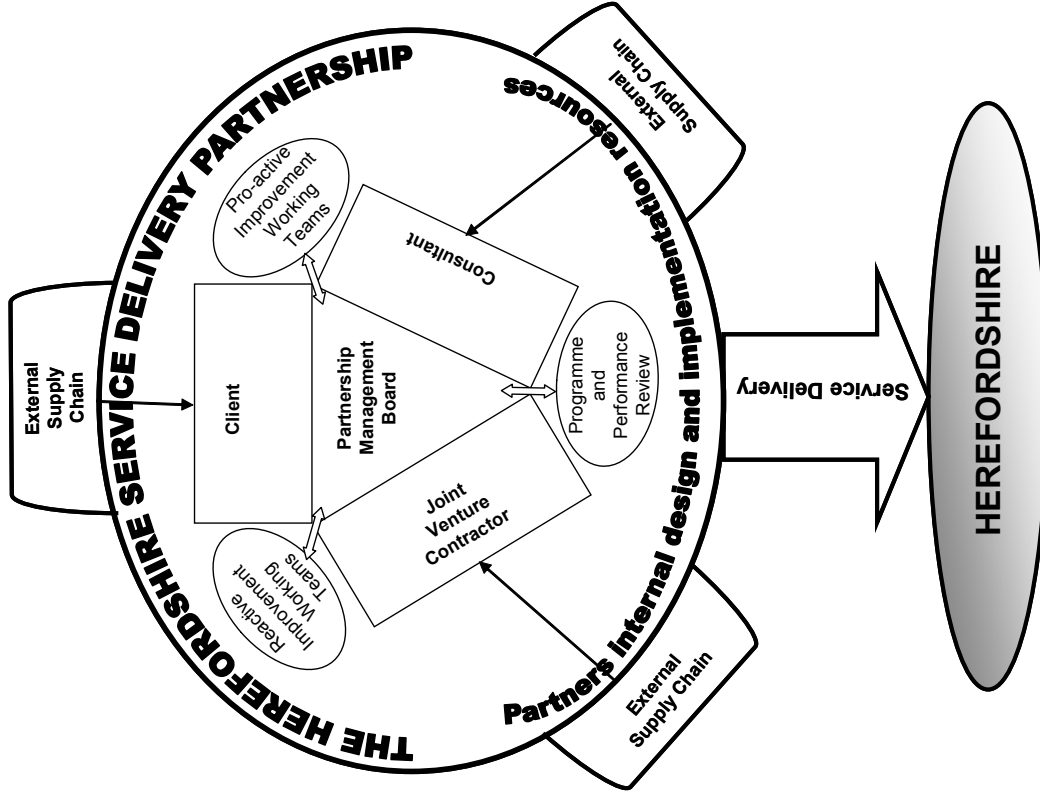 THE HEREFORDSHIRE SERVICE DELIVERY PARTNERSHIP
External
Supply
Chain
Client
Partnership
Management
Board
Reactive
Improvement
Working
Teams
Pro-active
Improvement
Working
Teams
Joint
Venture
Contractor
Consultant
Programme
and
Performance
Review
Partners internal design and implementation resources
External
Supply Chain
External
Supply Chain
Service Delivery
HEREFORDSHIRE